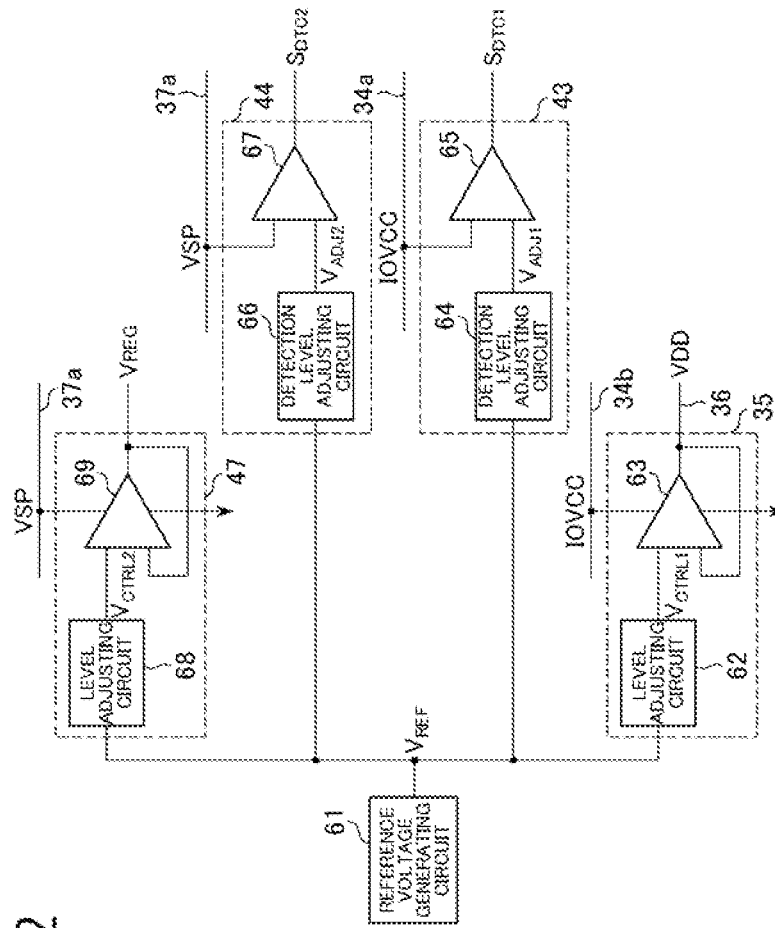 2
61
REFERENCE
VOLTAGE
GENERATING
CIRCUIT
VREF
VSP
37a
LEVEL
ADJUSTING
CIRCUIT
68
VCTRL2
69
VREG
47
66
DETECTION
LEVEL
ADJUSTING
CIRCUIT
VADJ2
VSP
37a
67
44
SDTC2
64
DETECTION
LEVEL
ADJUSTING
CIRCUIT
VADJ1
IOVCC
34a
65
43
SDTC1
LEVEL
ADJUSTING
CIRCUIT
62
VCTRL1
IOVCC
34b
63
VDD
36
35